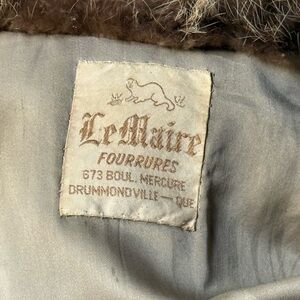 LeMaire
FOURRURES
673 BOUL. MERCURE
DRUMMONDVILLE — QUE